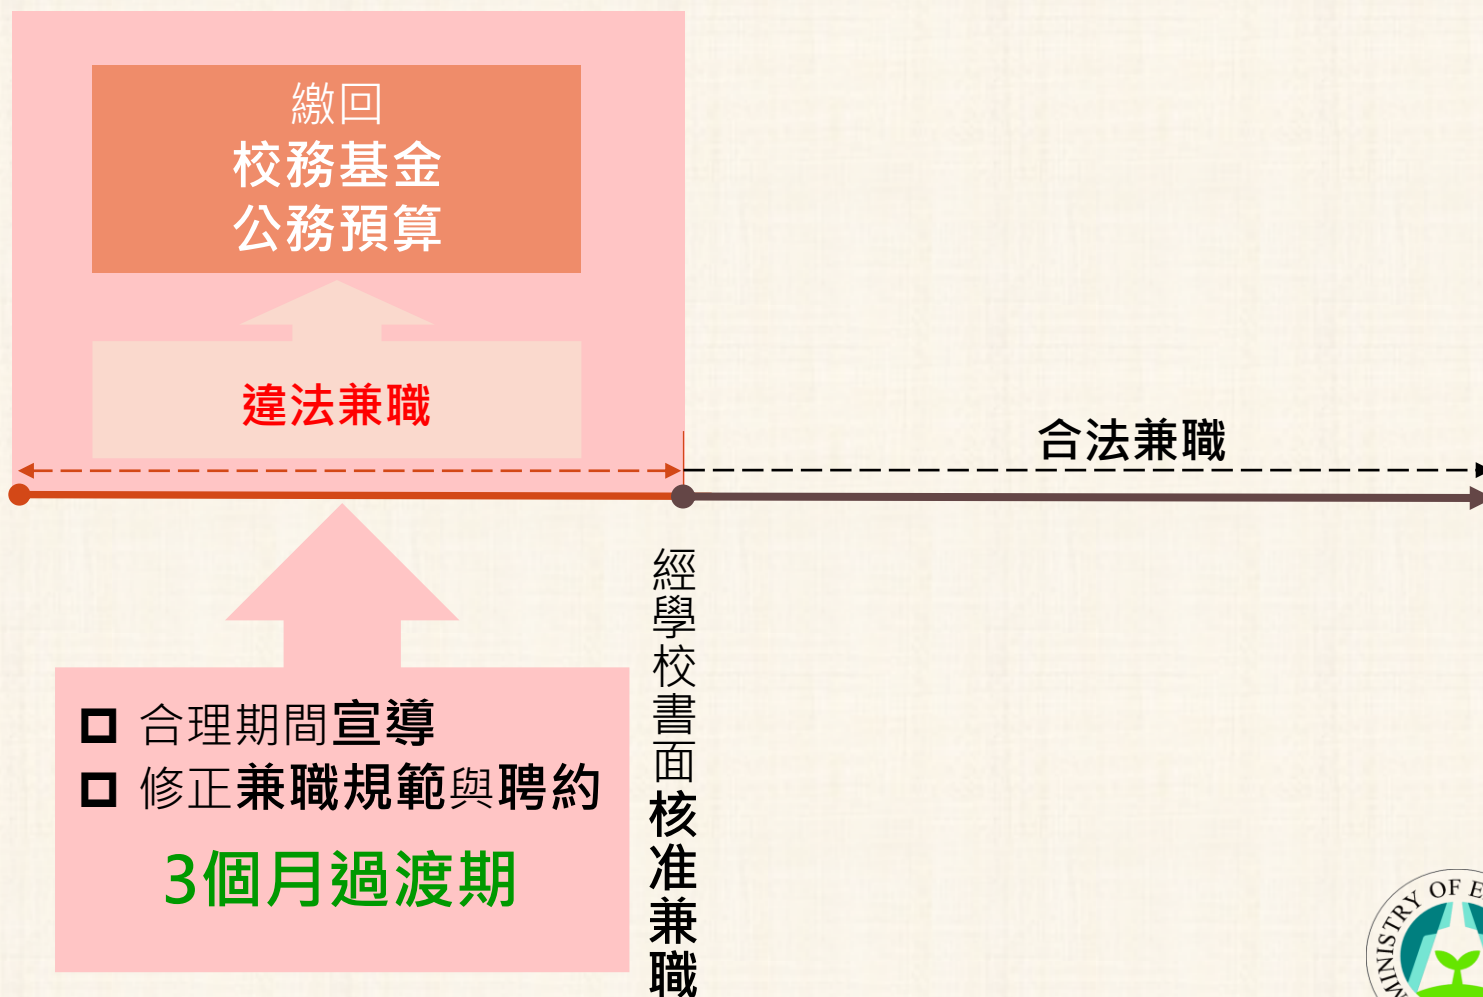 繳回
校務基金
公務預算
違法兼職
合法兼職
經學校書面核准兼職
合理期間宣導
修正兼職規範與聘約
3個月過渡期
MINISTRY OF E